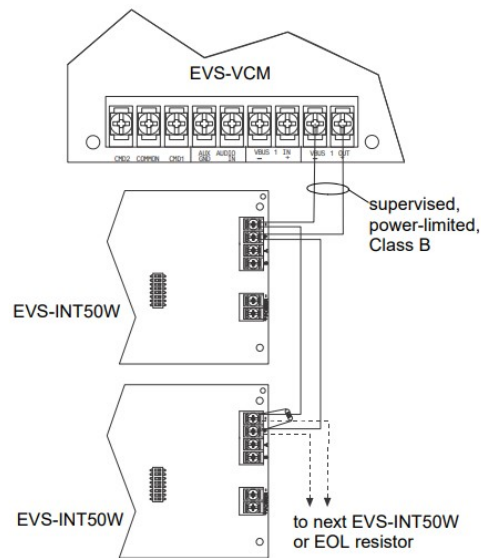 EVS-VCM
CMD2 COMMON CMD1 AUX GND AUDIO IN VBUS 1 IN - + VBUS 1 OUT -
supervised,
power-limited,
Class B
EVS-INT50W
EVS-INT50W
to next EVS-INT50W
or EOL resistor